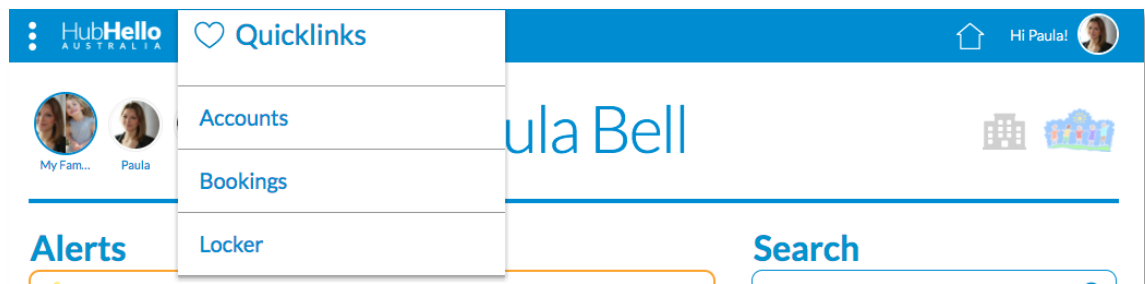 HubHello
AUSTRALIA
Quicklinks
Hi Paula!
Accounts
Bookings
Locker
ula Bell
My Fam...
Paula
Alerts
Search